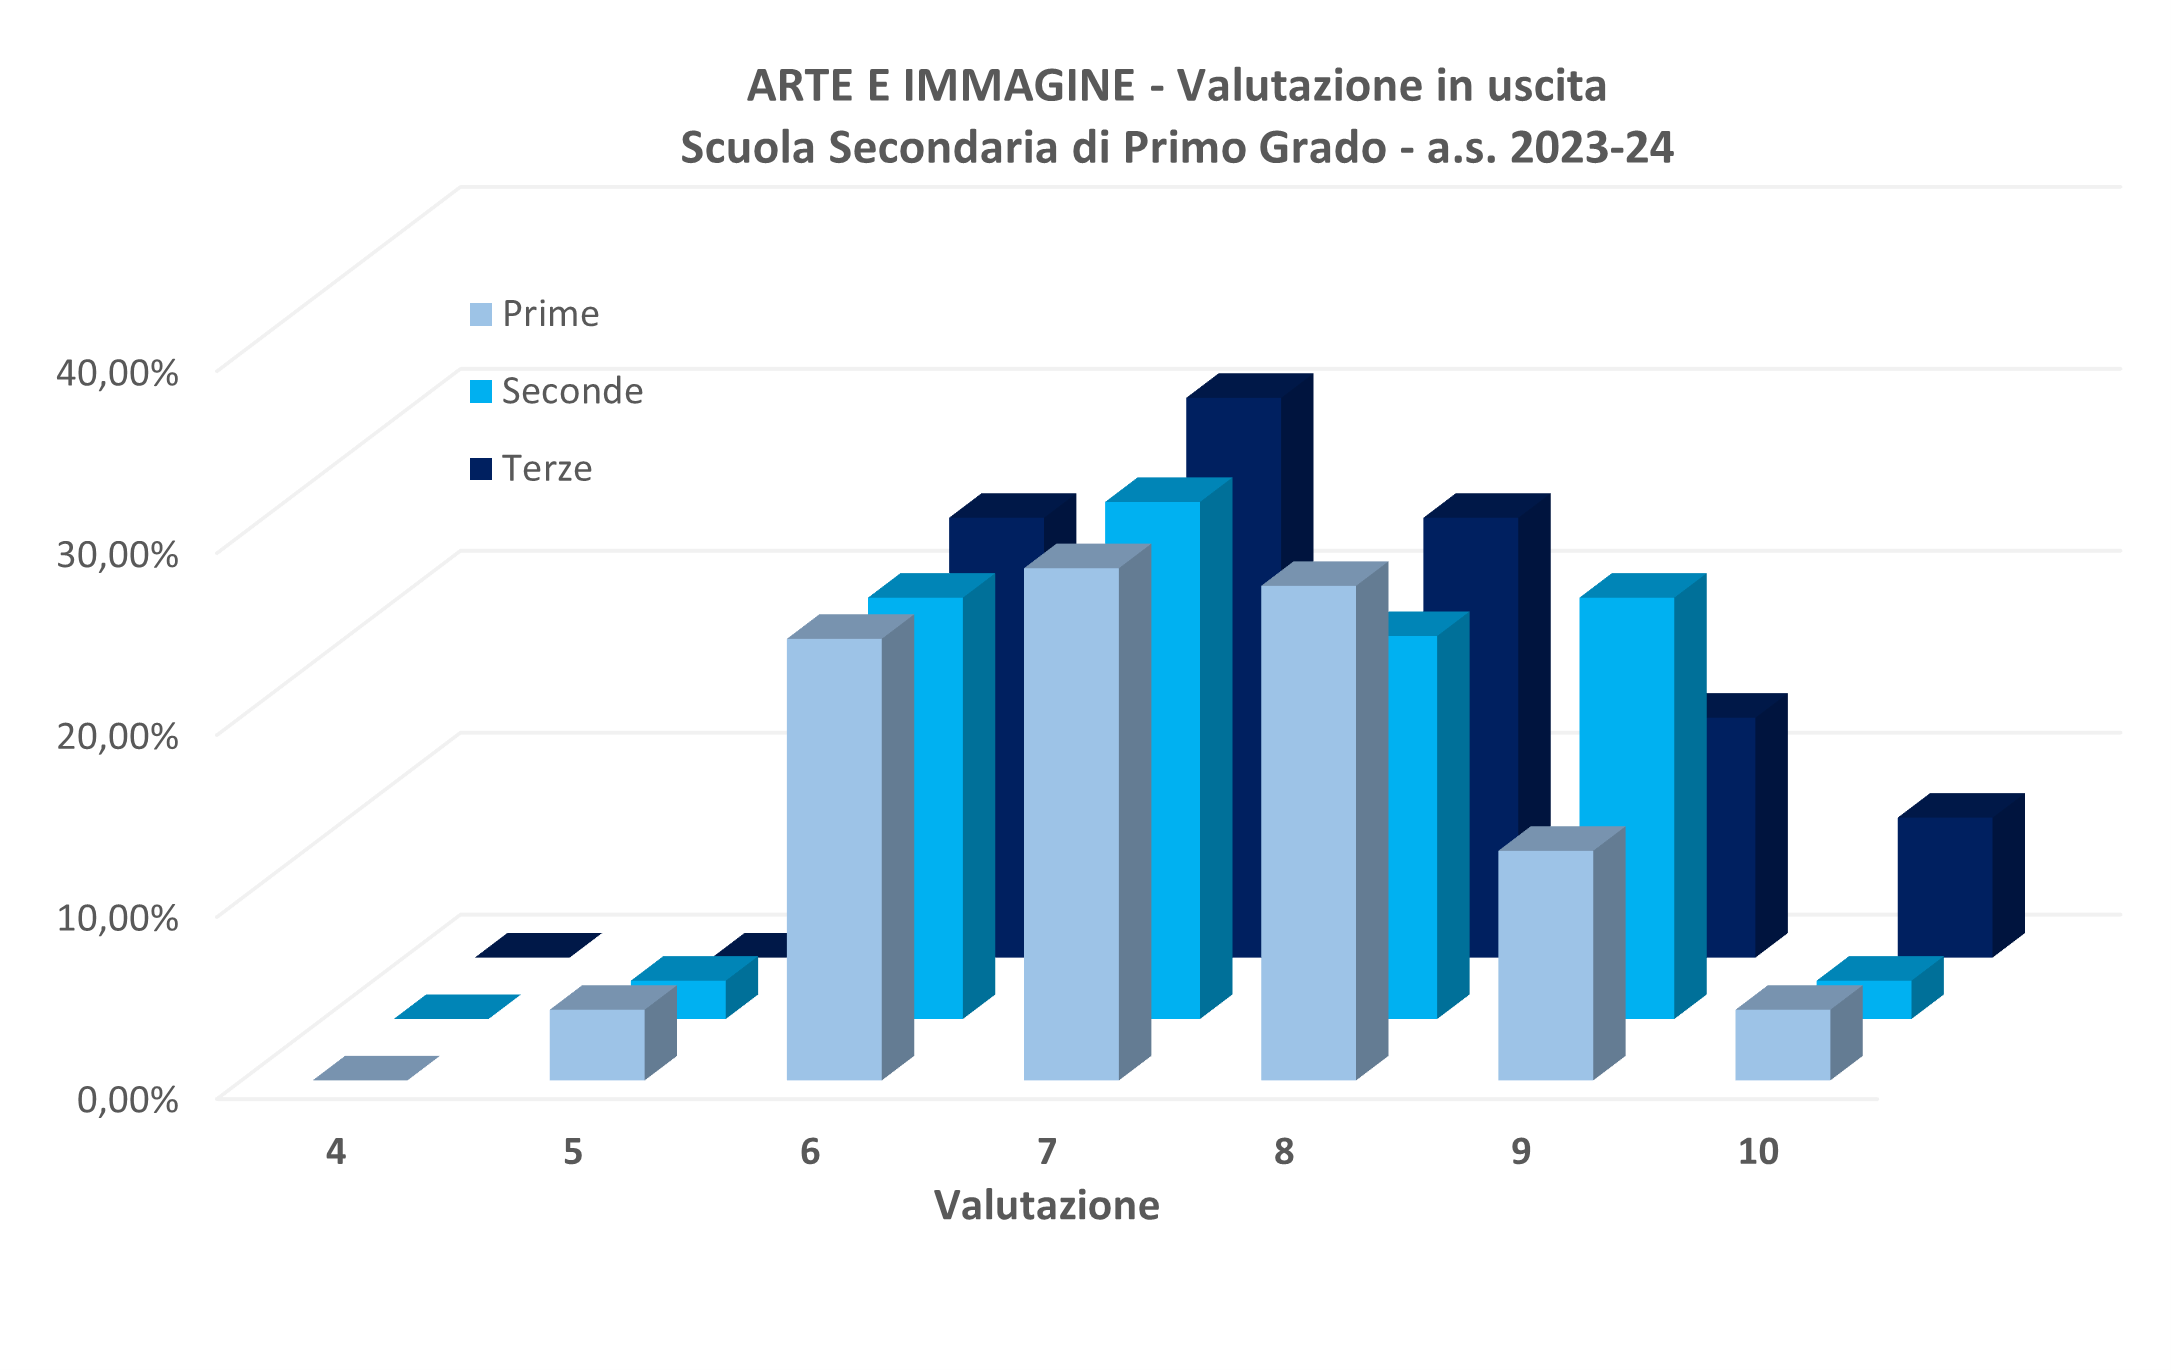 ARTE E IMMAGINE - Valutazione in uscita
Scuola Secondaria di Primo Grado - a.s. 2023-24
Prime
Seconde
Terze
40,00%
30,00%
20,00%
10,00%
0,00%
4 5 6 7 8 9 10
Valutazione